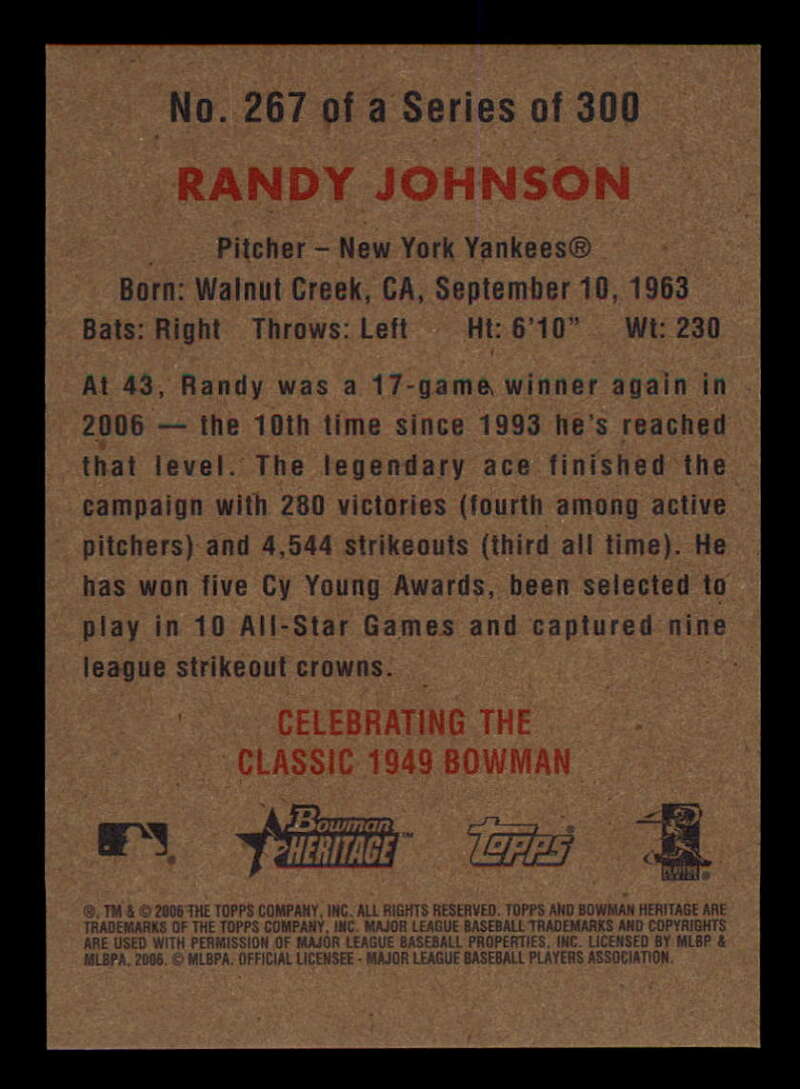 No. 267 of a Series of 300
RANDY JOHNSON
Pitcher – New York Yankees®
Born: Walnut Creek, CA, September 10, 1963
Bats: Right Throws: Left Ht: 6'10" Wt: 230
At 43, Randy was a 17-game winner again in
2006 — the 10th time since 1993 he's reached
that level. The legendary ace finished the
campaign with 280 victories (fourth among active
pitchers) and 4,544 strikeouts (third all time). He
has won five Cy Young Awards, been selected to
play in 10 All-Star Games and captured nine
league strikeout crowns.
CELEBRATING THE
CLASSIC 1949 BOWMAN
Bowman
HERITAGE™
Topps®
PLAYERS
®, TM & © 2006 THE TOPPS COMPANY, INC. ALL RIGHTS RESERVED. TOPPS AND BOWMAN HERITAGE ARE
TRADEMARKS OF THE TOPPS COMPANY, INC. MAJOR LEAGUE BASEBALL TRADEMARKS AND COPYRIGHTS
ARE USED WITH PERMISSION OF MAJOR LEAGUE BASEBALL PROPERTIES, INC. LICENSED BY MLBP &
MLBPA. 2006. © MLBPA. OFFICIAL LICENSEE - MAJOR LEAGUE BASEBALL PLAYERS ASSOCIATION.